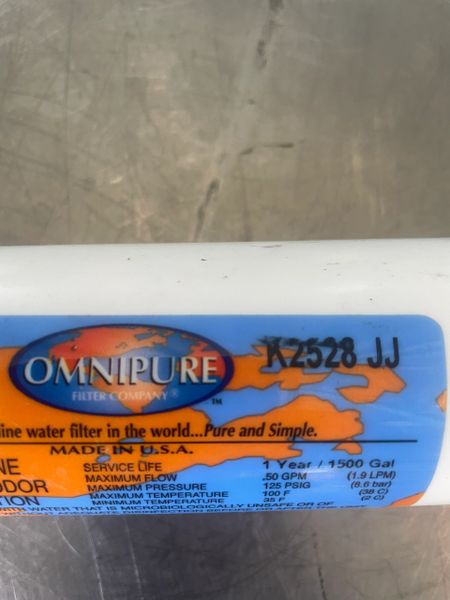 OMNIPURE
FILTER COMPANY®
TM
K2528 JJ
ine water filter in the world...Pure and Simple.
MADE IN U.S.A.
NE
DOR
TION
SERVICE LIFE 1 Year / 1500 Gal
MAXIMUM FLOW .50 GPM (1.9 LPM)
MAXIMUM PRESSURE 125 PSIG (8.6 bar)
MAXIMUM TEMPERATURE 100 F (38 C)
MINIMUM TEMPERATURE 35 F (2 C)
WITH WATER THAT IS MICROBIOLOGICALLY UNSAFE OR OF